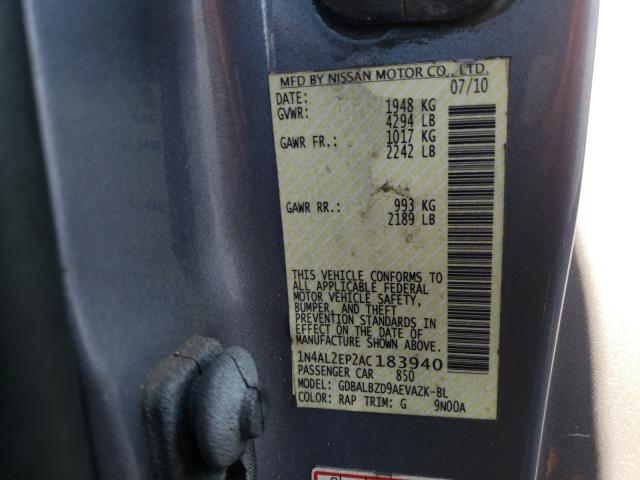 MFD BY NISSAN MOTOR CO., LTD.
DATE: 07/10
GVWR: 1948 KG
4294 LB
GAWR FR.: 1017 KG
2242 LB
GAWR RR.: 993 KG
2189 LB
THIS VEHICLE CONFORMS TO
ALL APPLICABLE FEDERAL
MOTOR VEHICLE SAFETY,
BUMPER, AND THEFT
PREVENTION STANDARDS IN
EFFECT ON THE DATE OF
MANUFACTURE SHOWN ABOVE.
1N4AL2EP2AC183940
PASSENGER CAR 850
MODEL: GDBALBZD9AEVAZK-BL
COLOR: RAP TRIM: G 9N00A